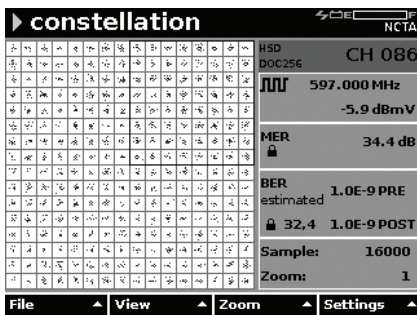 constellation
E F
NCTA
HSD
DOC256
CH 086
597.000 MHz
-5.9 dBmV
MER
34.4 dB
BER
estimated
1.0E-9 PRE
32,4 1.0E-9 POST
Sample: 16000
Zoom: 1
File View Zoom Settings